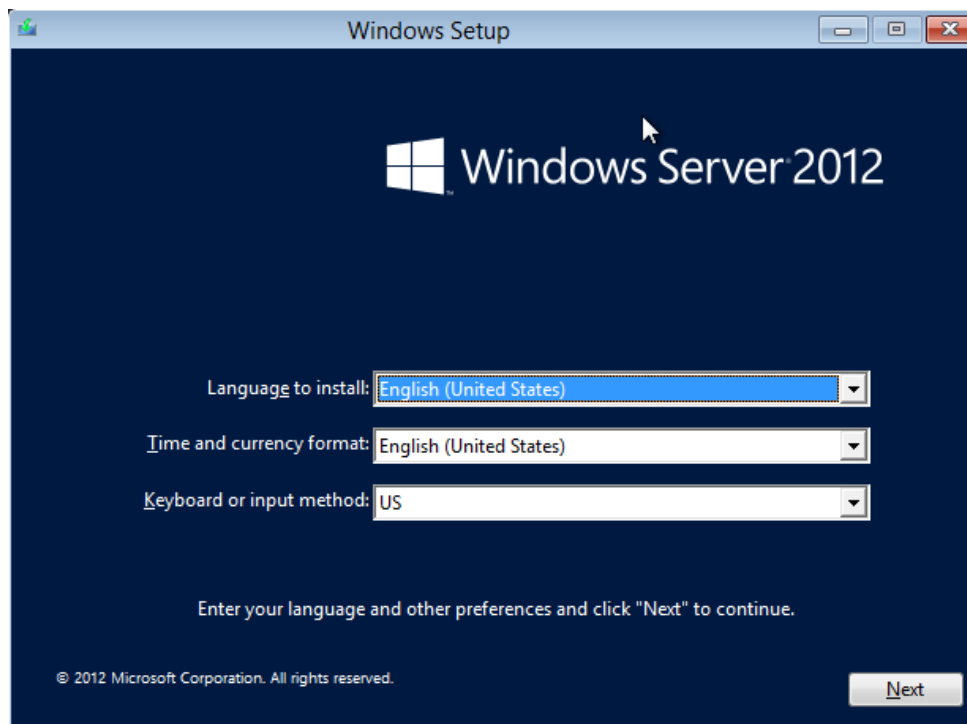 Windows Setup
Windows Server 2012
Language to install: English (United States)
Time and currency format: English (United States)
Keyboard or input method: US
Enter your language and other preferences and click "Next" to continue.
© 2012 Microsoft Corporation. All rights reserved.
Next